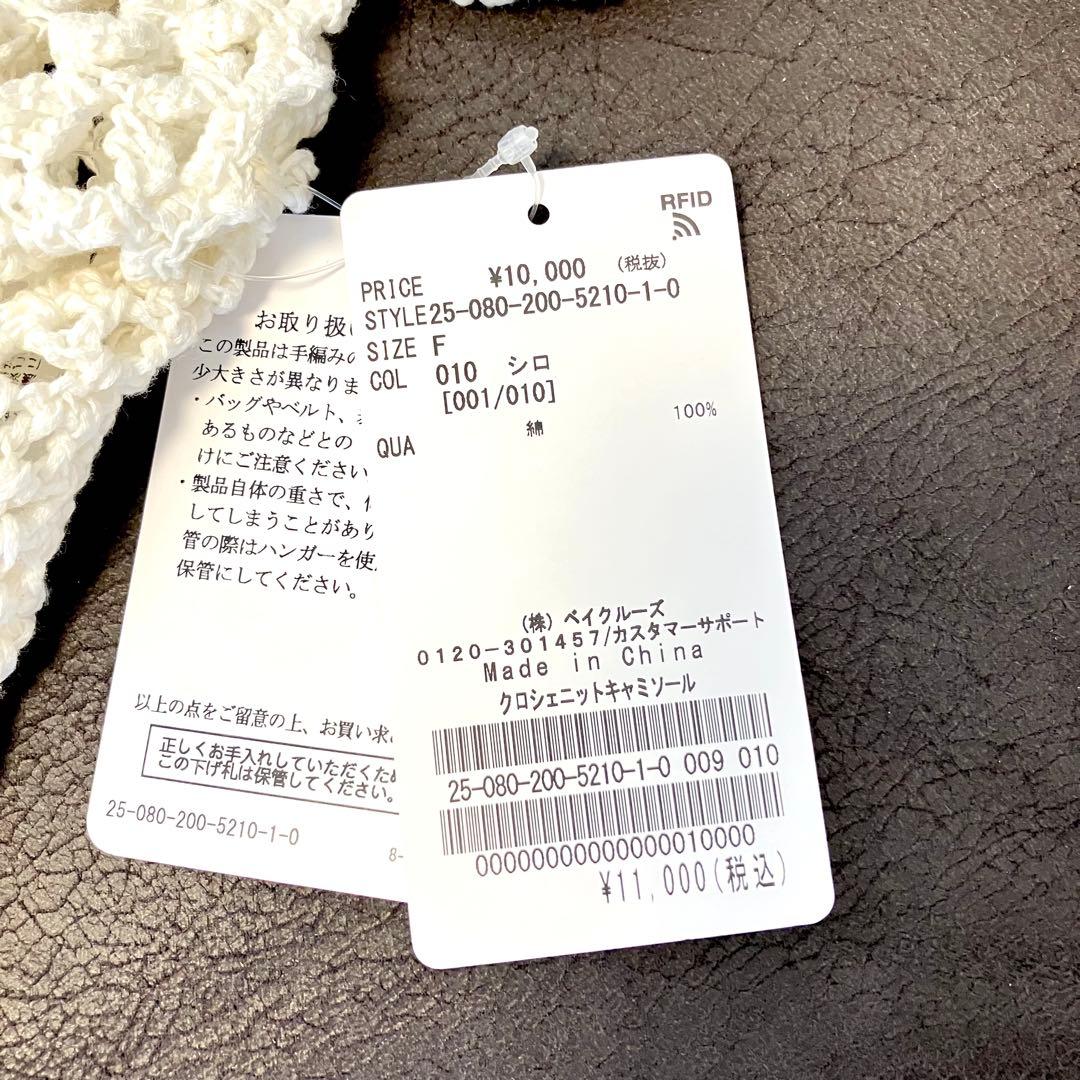 RFID
PRICE ¥10,000 (税抜)
STYLE25-080-200-5210-1-0
SIZE F
COL 010 シロ
[001/010]
QUA 綿 100%
(株) ベイクルーズ
0120-301457/カスタマーサポート
Made in China
クロシェニットキャミソール
25-080-200-5210-1-0 009 010
00000000000000010000
¥11,000(税込)
お取り扱い
この製品は手編みの
少大きさが異なりま
・バッグやベルト、
あるものなどとの
けにご注意ください
・製品自体の重さで、
してしまうことがあり
管の際はハンガーを使
保管にしてください。
以上の点をご留意の上、お買い求
正しくお手入れしていただくため
この下げ札は保管してください。
25-080-200-5210-1-0
8-